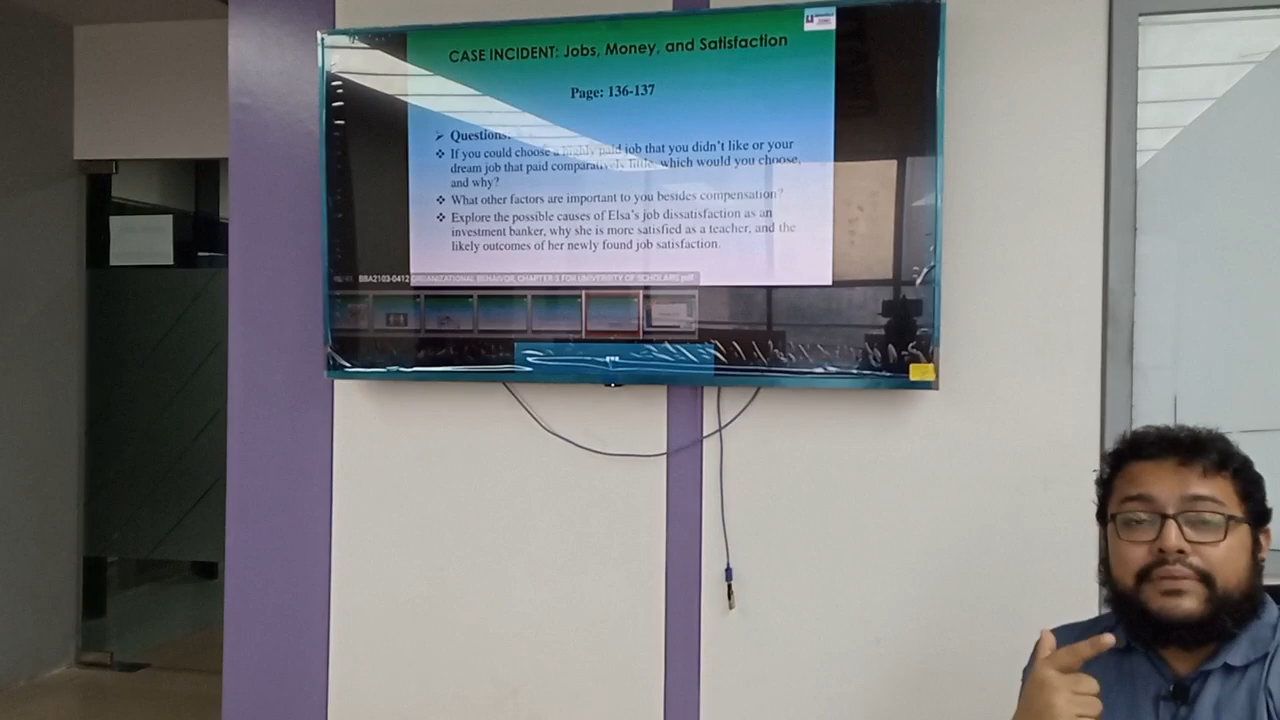 CASE INCIDENT: Jobs, Money, and Satisfaction
Page: 136-137
➢ Questions:
❖ If you could choose a highly paid job that you didn't like or your
dream job that paid comparatively little, which would you choose,
and why?
❖ What other factors are important to you besides compensation?
❖ Explore the possible causes of Elsa's job dissatisfaction as an
investment banker, why she is more satisfied as a teacher, and the
likely outcomes of her newly found job satisfaction.
BBA2103-0412 ORGANIZATIONAL BEHAVIOR, CHAPTER-5 FOR UNIVERSITY OF SCHOLARS.pdf